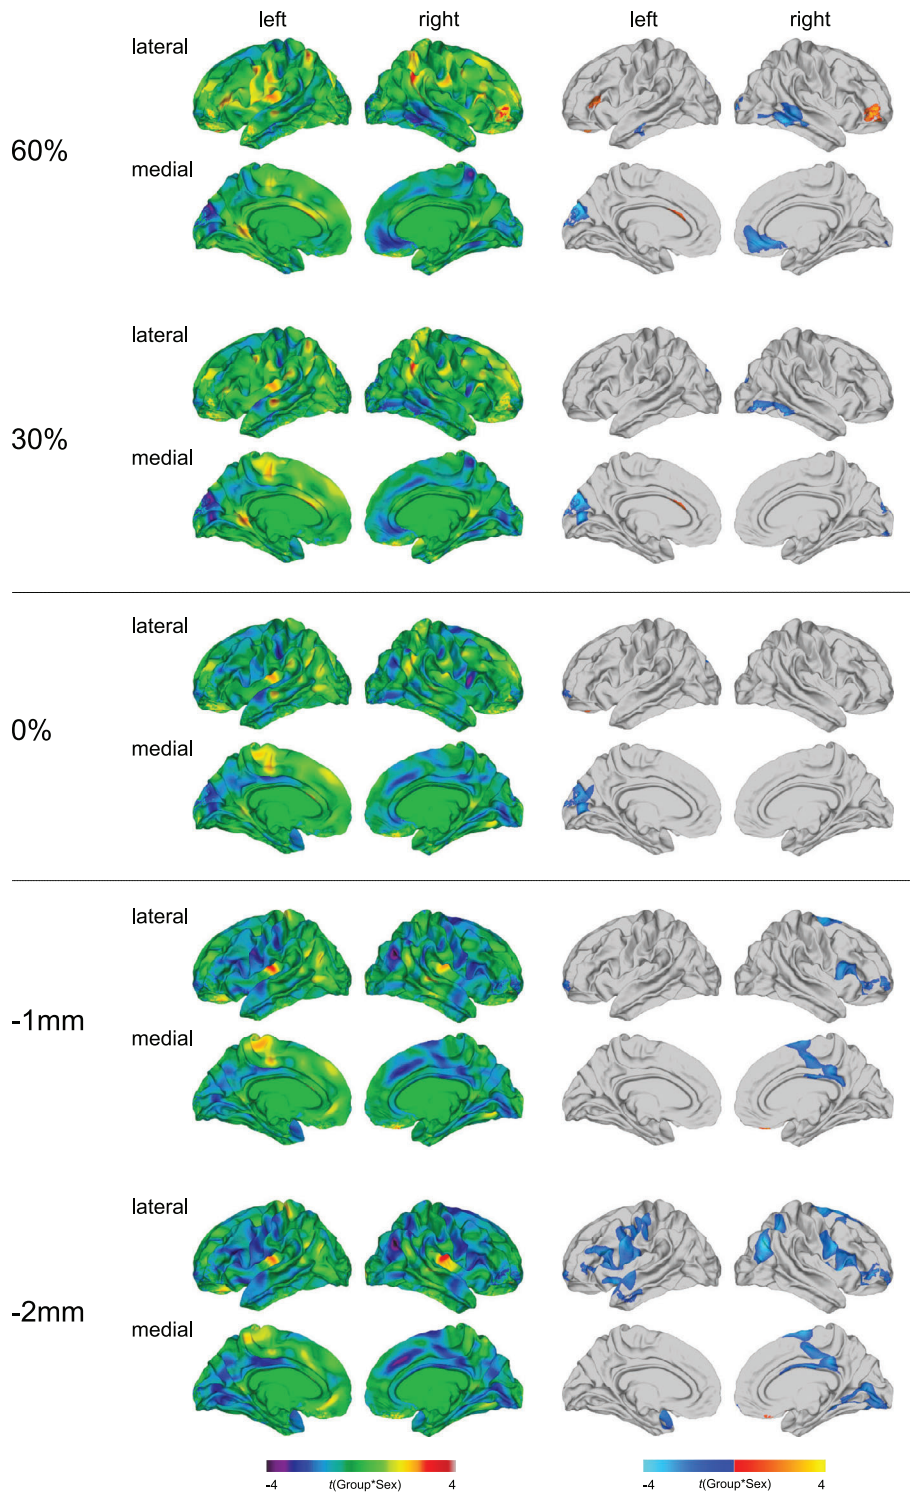 left right left right
lateral
60%
medial
lateral
30%
medial
lateral
0%
medial
lateral
-1mm
medial
lateral
-2mm
medial
-4 t(Group*Sex) 4 -4 t(Group*Sex) 4